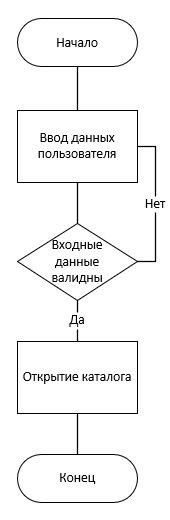 Начало
Ввод данных
пользователя
Нет
Входные
данные
валидны
Да
Открытие каталога
Конец